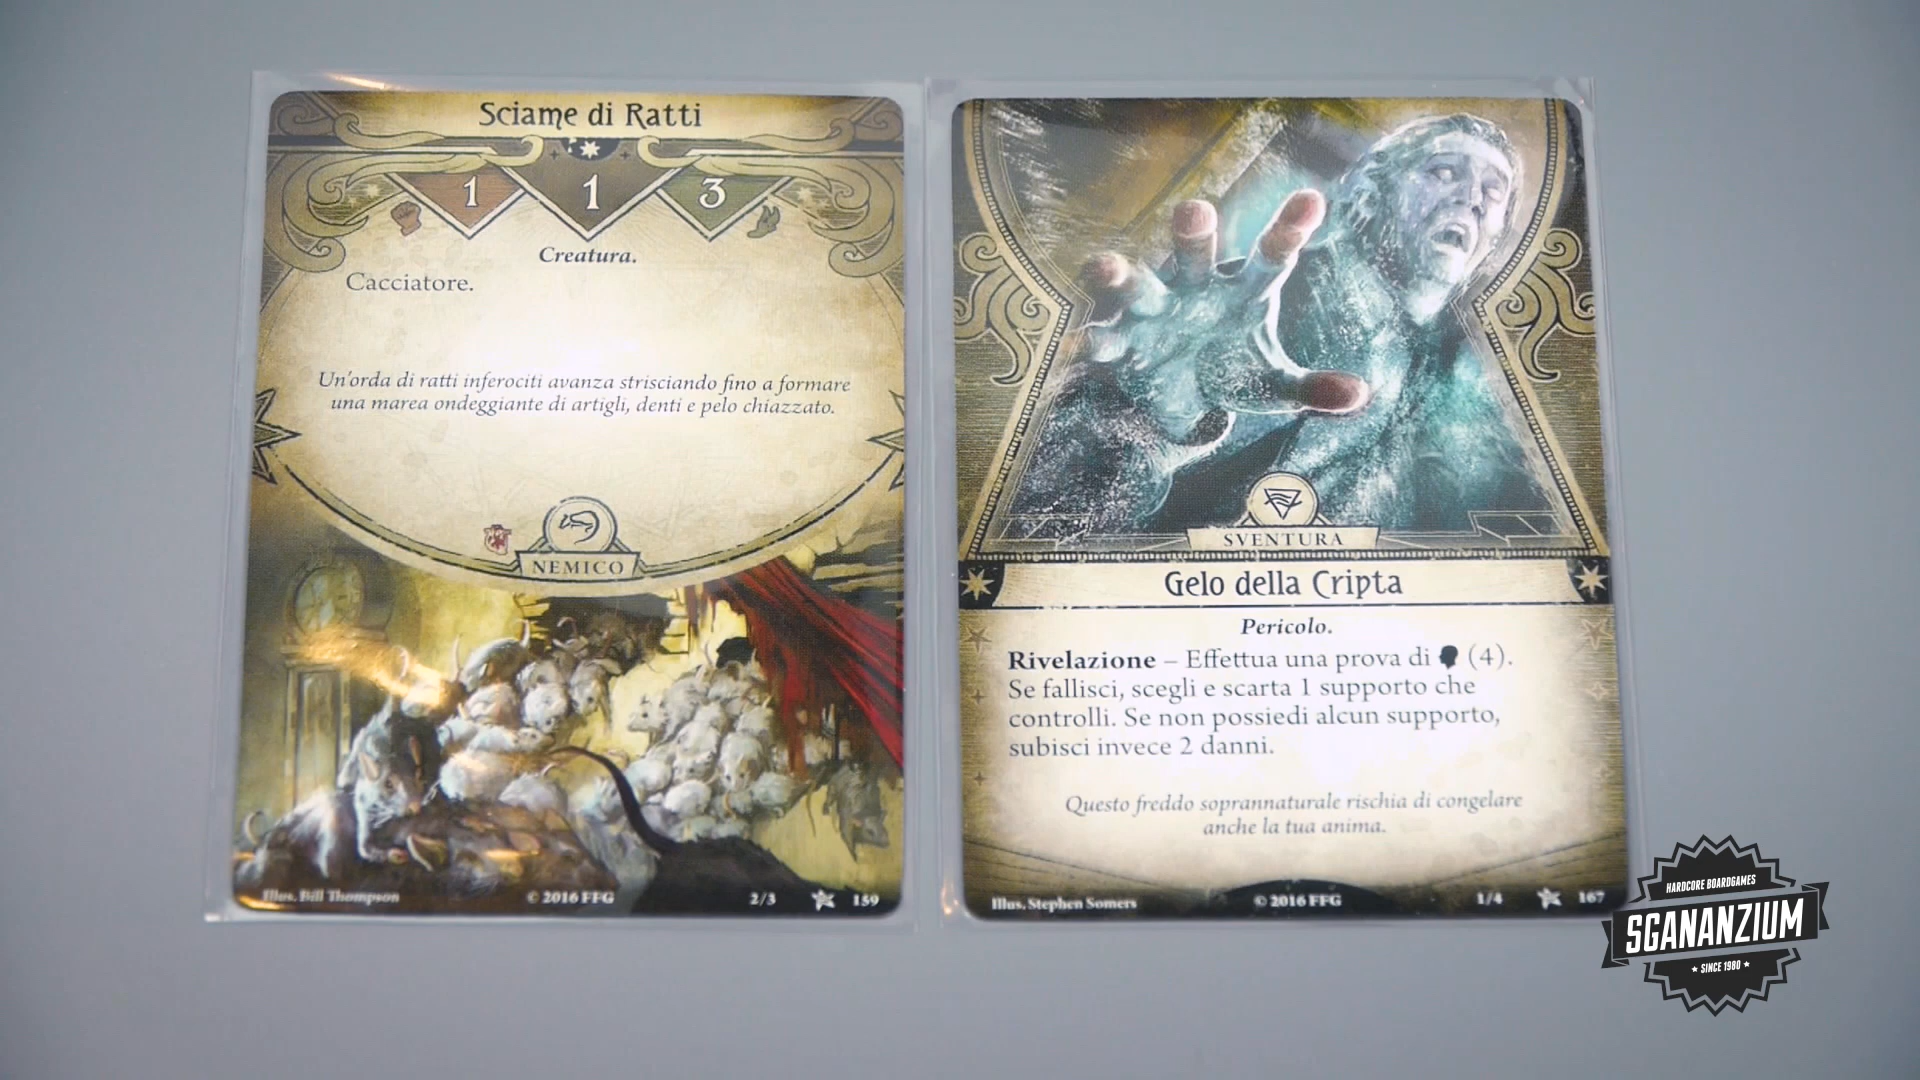 Sciame di Ratti
1 1 3
Creatura.
Cacciatore.
Un'orda di ratti inferociti avanza strisciando fino a formare
una marea ondeggiante di artigli, denti e pelo chiazzato.
NEMICO
Illus. Bill Thompson © 2016 FFG 2/3 159
SVENTURA
Gelo della Cripta
Pericolo.
Rivelazione – Effettua una prova di (4).
Se fallisci, scegli e scarta 1 supporto che
controlli. Se non possiedi alcun supporto,
subisci invece 2 danni.
Questo freddo soprannaturale rischia di congelare
anche la tua anima.
Illus. Stephen Somers © 2016 FFG 1/4 167
HARDCORE BOARDGAMES
SGANANZIUM
SINCE 1980